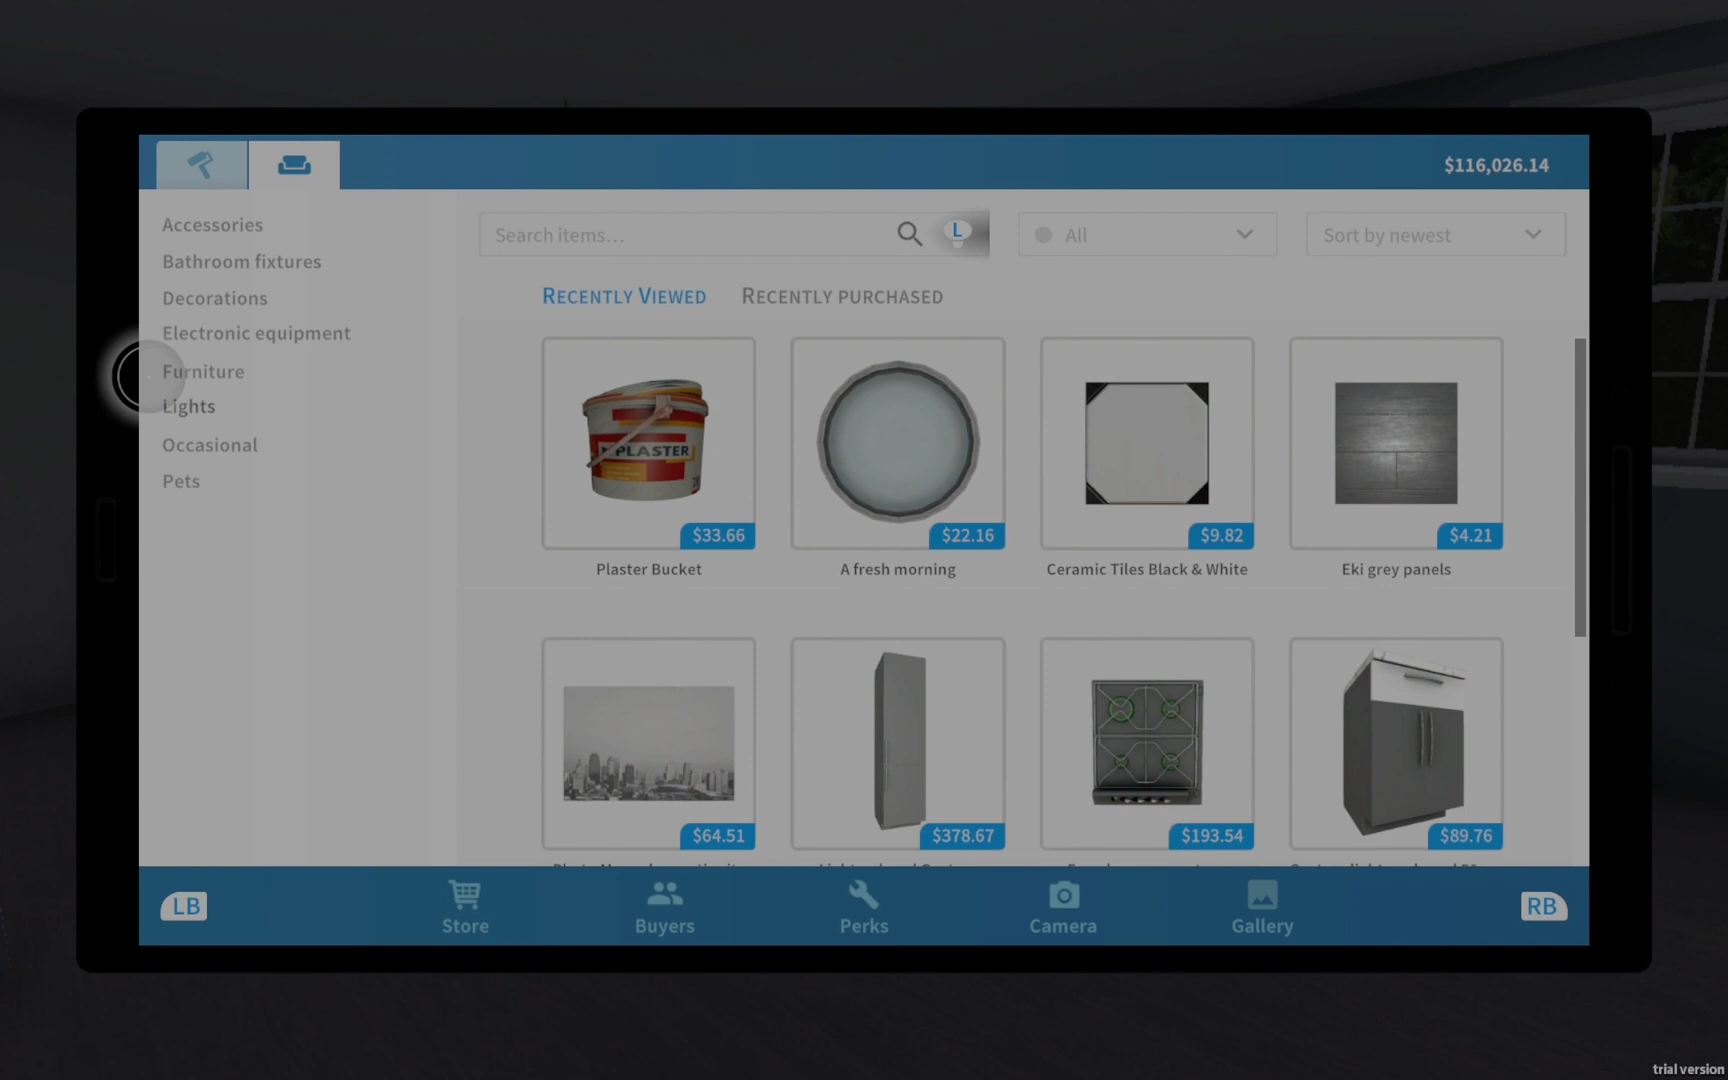 $116,026.14
Accessories
Bathroom fixtures
Decorations
Electronic equipment
Furniture
Lights
Occasional
Pets
Search items...
L
All
Sort by newest
RECENTLY VIEWED
RECENTLY PURCHASED
PLASTER
$33.66
$22.16
$9.82
$4.21
Plaster Bucket
A fresh morning
Ceramic Tiles Black & White
Eki grey panels
$64.51
$378.67
$193.54
$89.76
LB
Store
Buyers
Perks
Camera
Gallery
RB
trial version